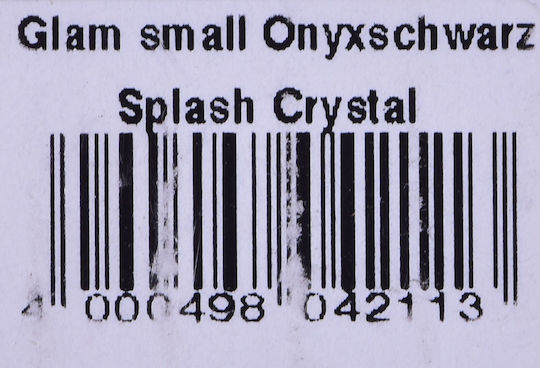 Glam small Onyxschwarz
Splash Crystal
4 000498 042113